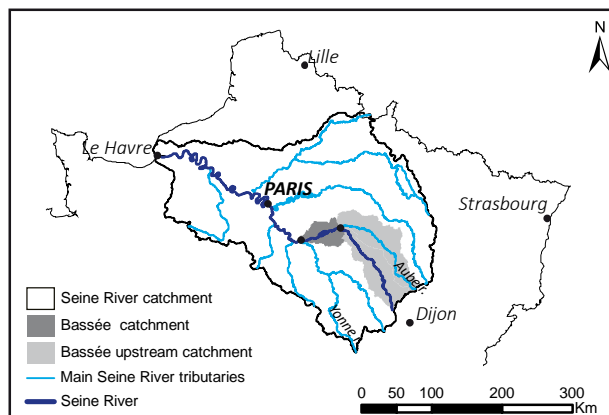 N
Lille
Le Havre
PARIS
Strasbourg
Aube
Yonne
Dijon
Seine River catchment
Bassée catchment
Bassée upstream catchment
Main Seine River tributaries
Seine River
0 50 100 200 300
Km